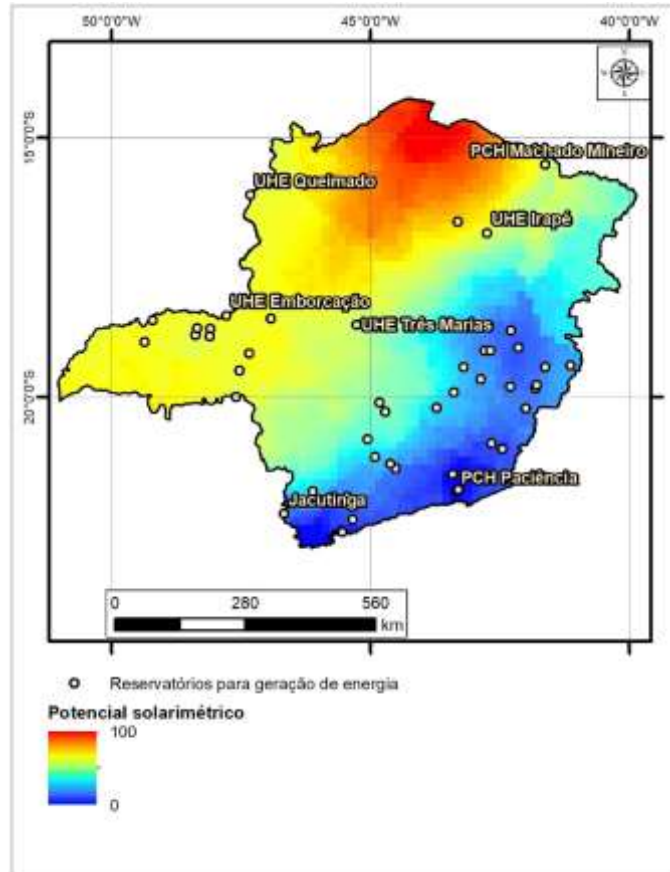 50°0'0"W 45°0'0"W 40°0'0"W
15°0'0"S
PCH Machado Mineiro
UHE Queimado
UHE Irapé
UHE Emborcação
UHE Três Marias
20°0'0"S
PCH Paciência
Jacutinga
0 280 560
km
Reservatórios para geração de energia
Potencial solarimétrico
100
0